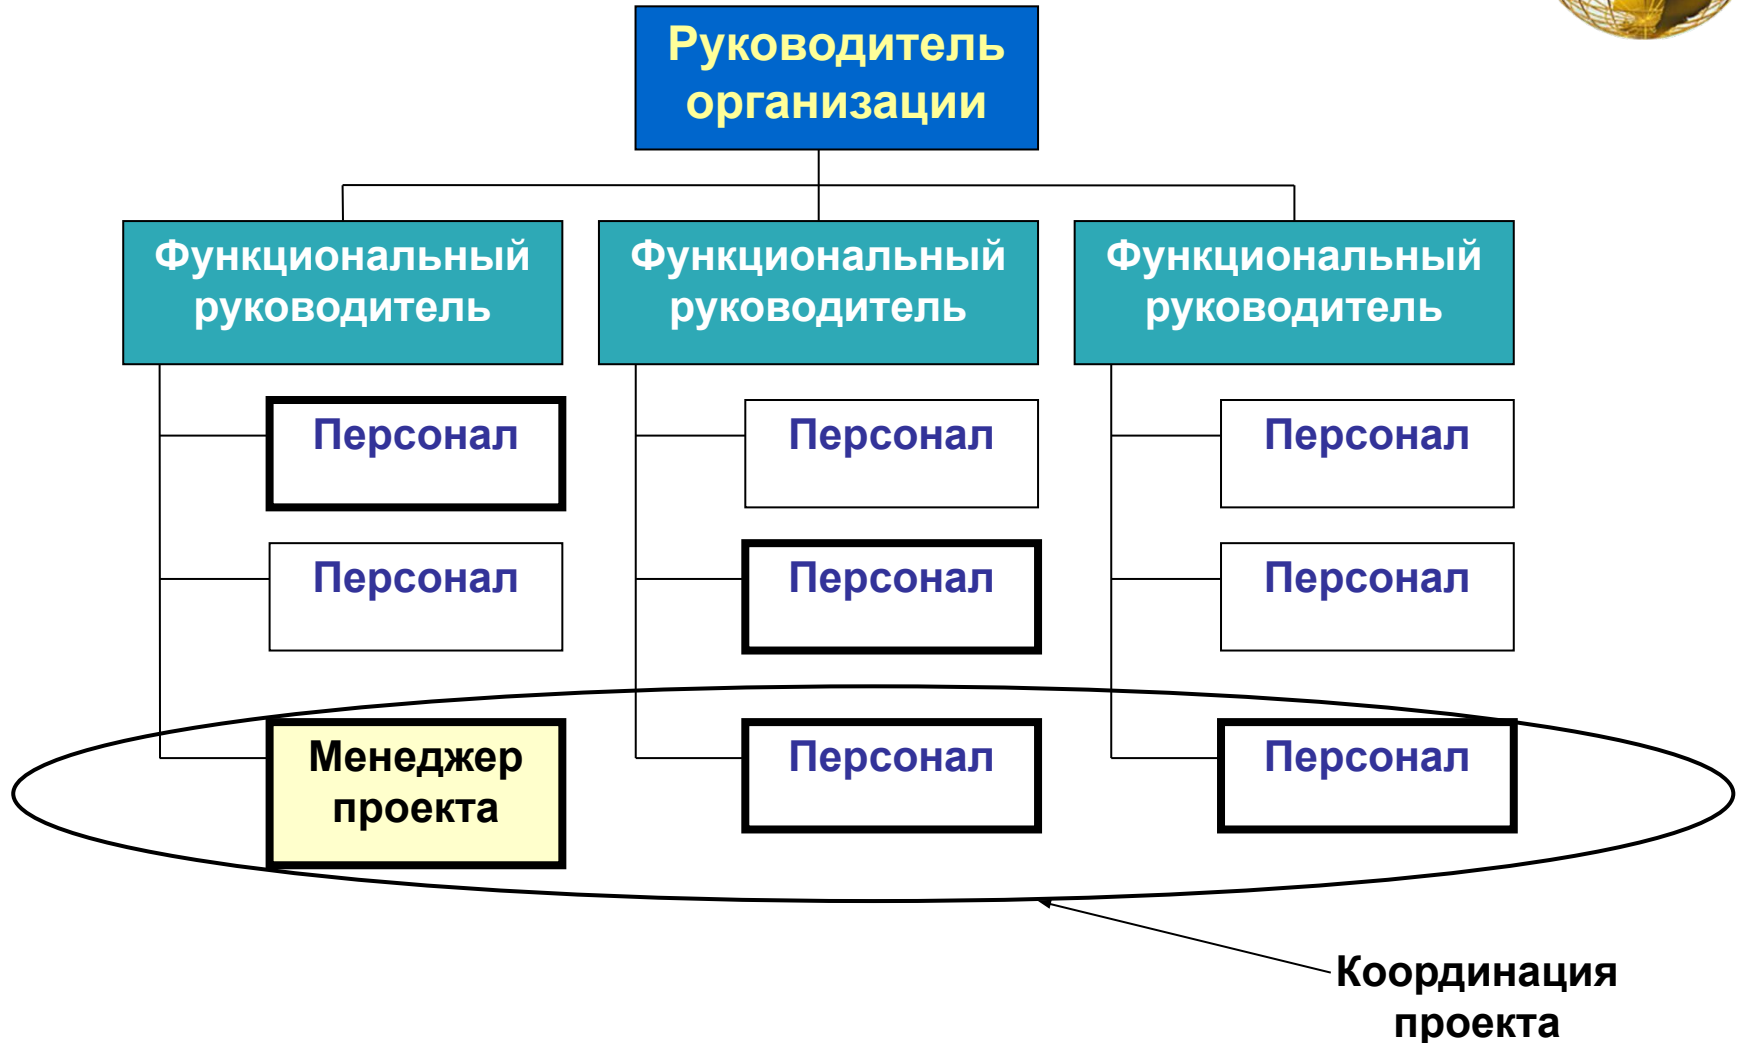 Руководитель
организации
Функциональный
руководитель
Функциональный
руководитель
Функциональный
руководитель
Персонал
Персонал
Персонал
Персонал
Персонал
Персонал
Менеджер
проекта
Персонал
Персонал
Координация
проекта